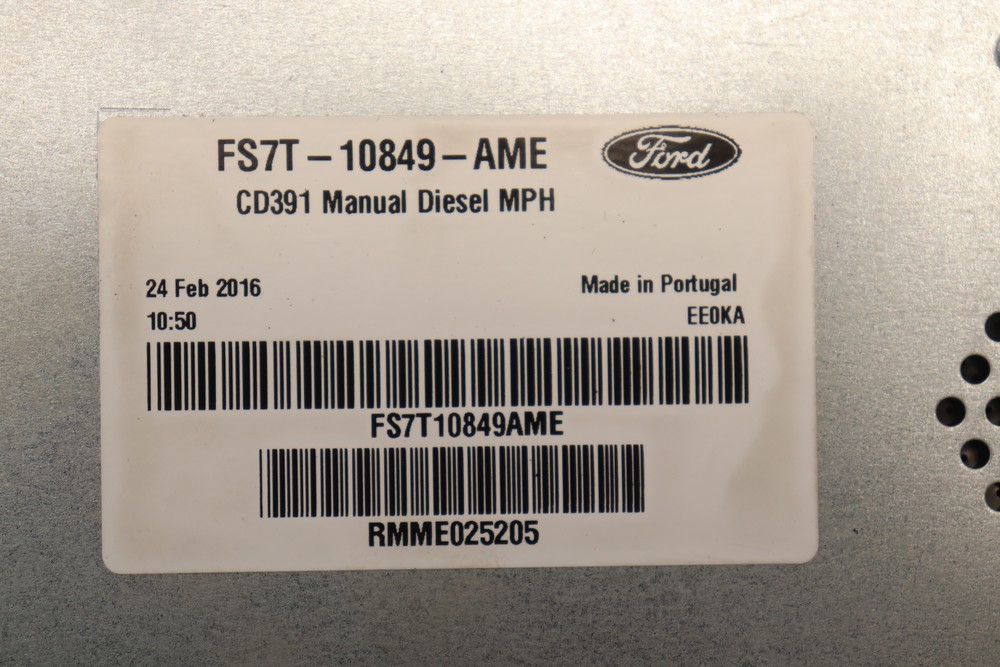 FS7T – 10849 – AME
Ford
CD391 Manual Diesel MPH
24 Feb 2016
Made in Portugal
10:50
EE0KA
FS7T10849AME
RMME025205